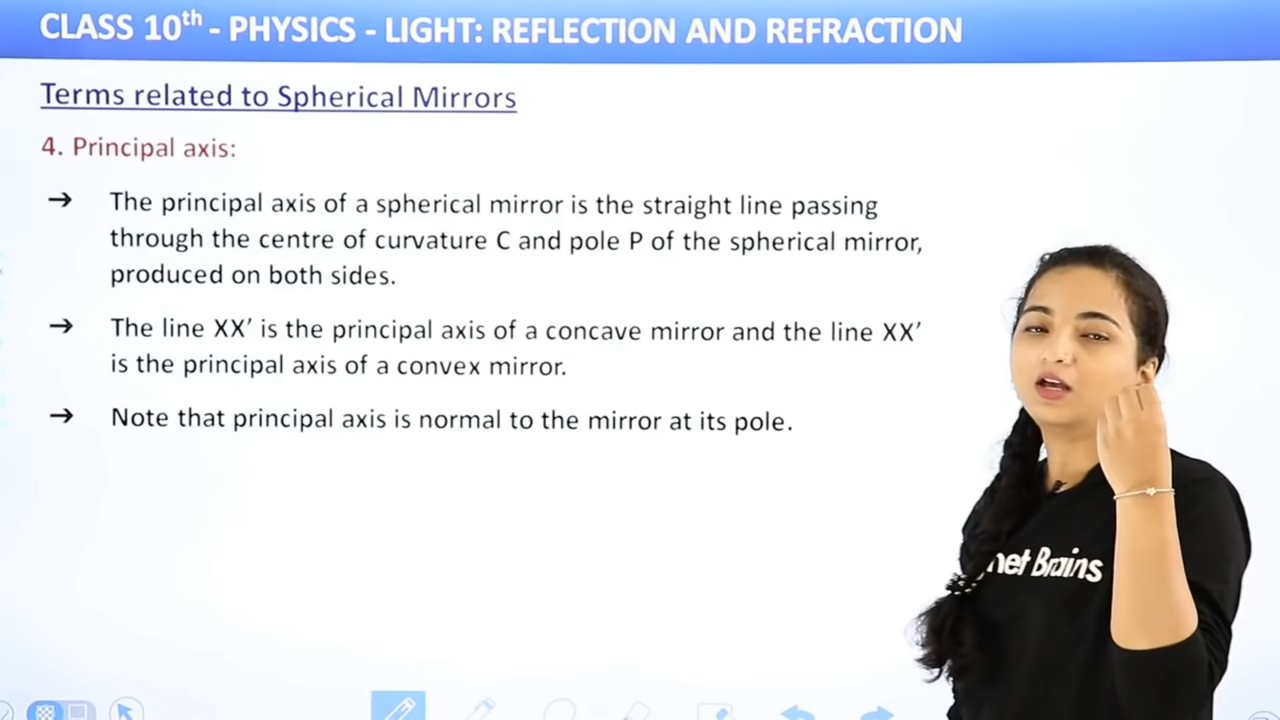 CLASS 10th - PHYSICS - LIGHT: REFLECTION AND REFRACTION
Terms related to Spherical Mirrors
4. Principal axis:
→ The principal axis of a spherical mirror is the straight line passing
through the centre of curvature C and pole P of the spherical mirror,
produced on both sides.
→ The line XX′ is the principal axis of a concave mirror and the line XX′
is the principal axis of a convex mirror.
→ Note that principal axis is normal to the mirror at its pole.
Brains